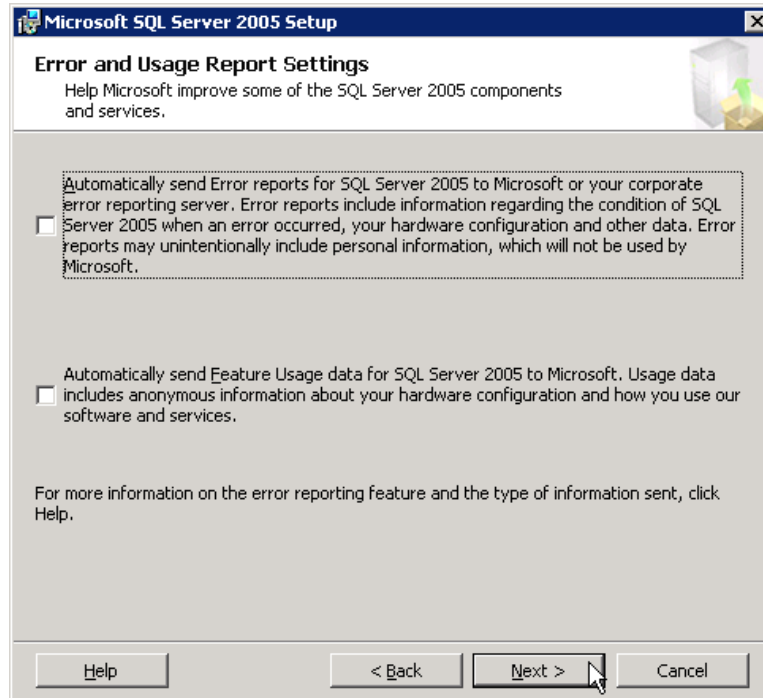 Microsoft SQL Server 2005 Setup
Error and Usage Report Settings
Help Microsoft improve some of the SQL Server 2005 components
and services.
Automatically send Error reports for SQL Server 2005 to Microsoft or your corporate
error reporting server. Error reports include information regarding the condition of SQL
Server 2005 when an error occurred, your hardware configuration and other data. Error
reports may unintentionally include personal information, which will not be used by
Microsoft.
Automatically send Feature Usage data for SQL Server 2005 to Microsoft. Usage data
includes anonymous information about your hardware configuration and how you use our
software and services.
For more information on the error reporting feature and the type of information sent, click
Help.
Help < Back Next > Cancel